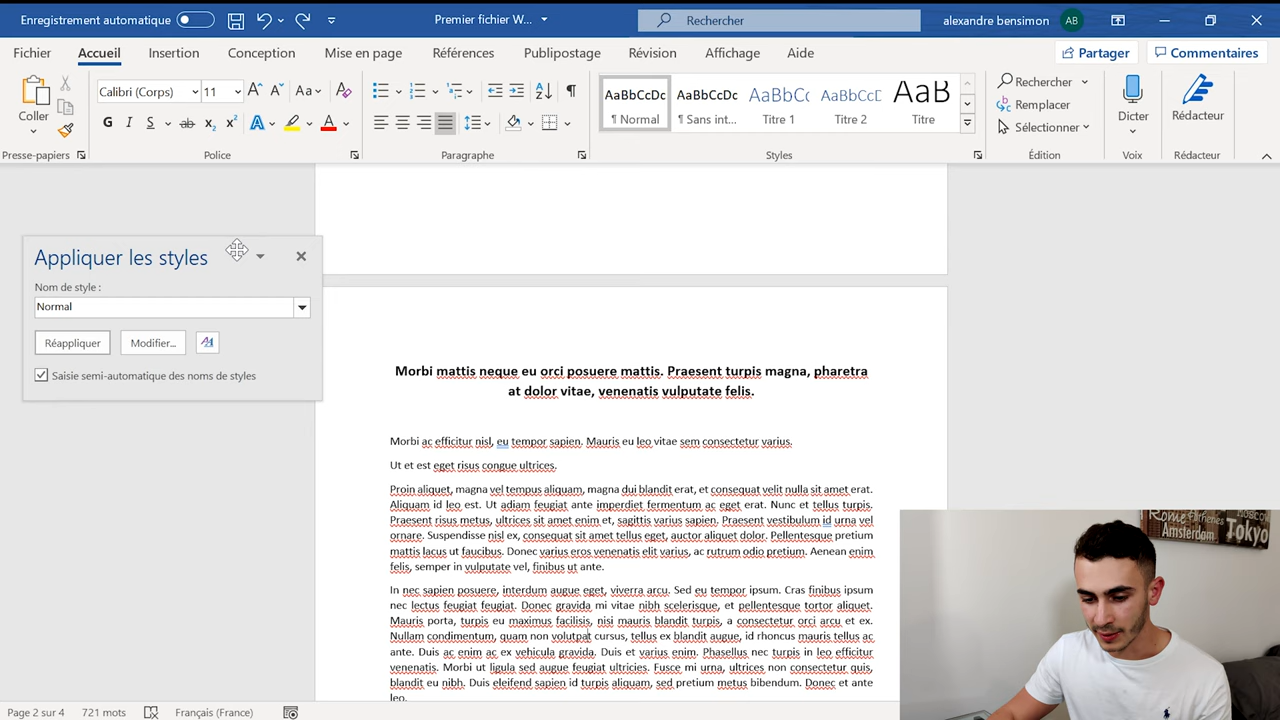 Enregistrement automatique
Premier fichier W...
Rechercher
alexandre bensimon
AB
Fichier
Accueil
Insertion
Conception
Mise en page
Références
Publipostage
Révision
Affichage
Aide
Partager
Commentaires
Coller
Presse-papiers
Calibri (Corps)
11
Aa
G I S ab x₂ x² A A
Police
Paragraphe
AaBbCcDc
¶ Normal
AaBbCcDc
¶ Sans int...
AaBbCc
Titre 1
AaBbCcD
Titre 2
AaB
Titre
Styles
Rechercher
Remplacer
Sélectionner
Édition
Dicter
Voix
Rédacteur
Rédacteur
Appliquer les styles
Nom de style :
Normal
Réappliquer
Modifier...
Saisie semi-automatique des noms de styles
Morbi mattis neque eu orci posuere mattis. Praesent turpis magna, pharetra
at dolor vitae, venenatis vulputate felis.
Morbi ac efficitur nisl, eu tempor sapien. Mauris eu leo vitae sem consectetur varius.
Ut et est eget risus congue ultrices.
Proin aliquet, magna vel tempus aliquam, magna dui blandit erat, et consequat velit nulla sit amet erat.
Aliquam id leo est. Ut adiam feugiat ante imperdiet fermentum ac eget erat. Nunc et tellus turpis.
Praesent risus metus, ultrices sit amet enim et, sagittis varius sapien. Praesent vestibulum id urna vel
ornare. Suspendisse nisl ex, consequat sit amet tellus eget, auctor aliquet dolor. Pellentesque pretium
mattis lacus ut faucibus. Donec varius eros venenatis elit varius, ac rutrum odio pretium. Aenean enim
felis, semper in vulputate vel, finibus ut ante.
In nec sapien posuere, interdum augue eget, viverra arcu. Sed eu tempor ipsum. Cras finibus ipsum
nec lectus feugiat feugiat. Donec gravida mi vitae nibh scelerisque, et pellentesque tortor aliquet.
Mauris porta, turpis eu maximus facilisis, nisi mauris blandit turpis, a consectetur orci arcu et ex.
Nullam condimentum, quam non volutpat cursus, tellus ex blandit augue, id rhoncus mauris tellus ac
ante. Duis ac enim ac ex vehicula gravida. Duis et varius enim. Phasellus nec turpis in leo efficitur
venenatis. Morbi ut ligula sed augue feugiat ultricies. Fusce mi urna, ultrices non consectetur quis,
blandit eu nibh. Duis eleifend sapien id turpis aliquam, sed pretium metus bibendum. Donec et ante
leo.
Rome
Amsterdam
Tokyo
Page 2 sur 4
721 mots
Français (France)